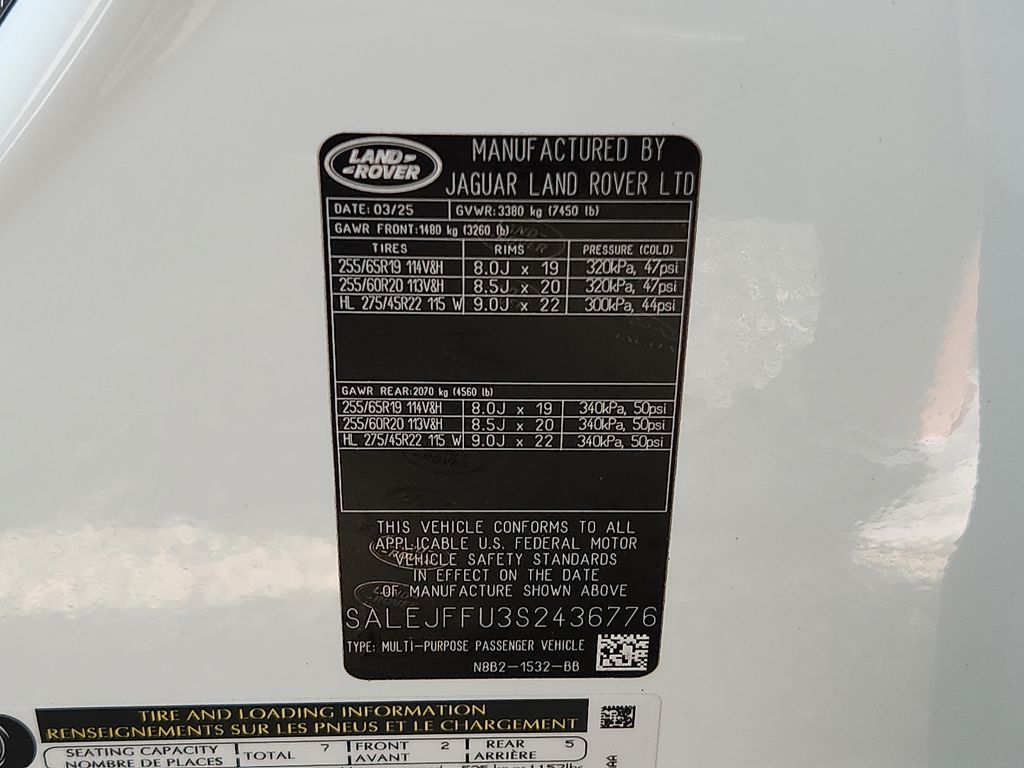 LAND-
-ROVER
MANUFACTURED BY
JAGUAR LAND ROVER LTD
DATE: 03/25 GVWR: 3380 kg (7450 lb)
GAWR FRONT: 1480 kg (3260 lb)
TIRES RIMS PRESSURE (COLD)
255/65R19 114V&H 8.0J x 19 320kPa, 47psi
255/60R20 113V&H 8.5J x 20 320kPa, 47psi
HL 275/45R22 115 W 9.0J x 22 300kPa, 44psi
GAWR REAR: 2070 kg (4560 lb)
255/65R19 114V&H 8.0J x 19 340kPa, 50psi
255/60R20 113V&H 8.5J x 20 340kPa, 50psi
HL 275/45R22 115 W 9.0J x 22 340kPa, 50psi
THIS VEHICLE CONFORMS TO ALL
APPLICABLE U.S. FEDERAL MOTOR
VEHICLE SAFETY STANDARDS
IN EFFECT ON THE DATE
OF MANUFACTURE SHOWN ABOVE
SALEJFFU3S2436776
TYPE: MULTI-PURPOSE PASSENGER VEHICLE
N8B2-1532-BB
TIRE AND LOADING INFORMATION
RENSEIGNEMENTS SUR LES PNEUS ET LE CHARGEMENT
SEATING CAPACITY TOTAL 7 FRONT 2 REAR 5
NOMBRE DE PLACES AVANT ARRIÈRE